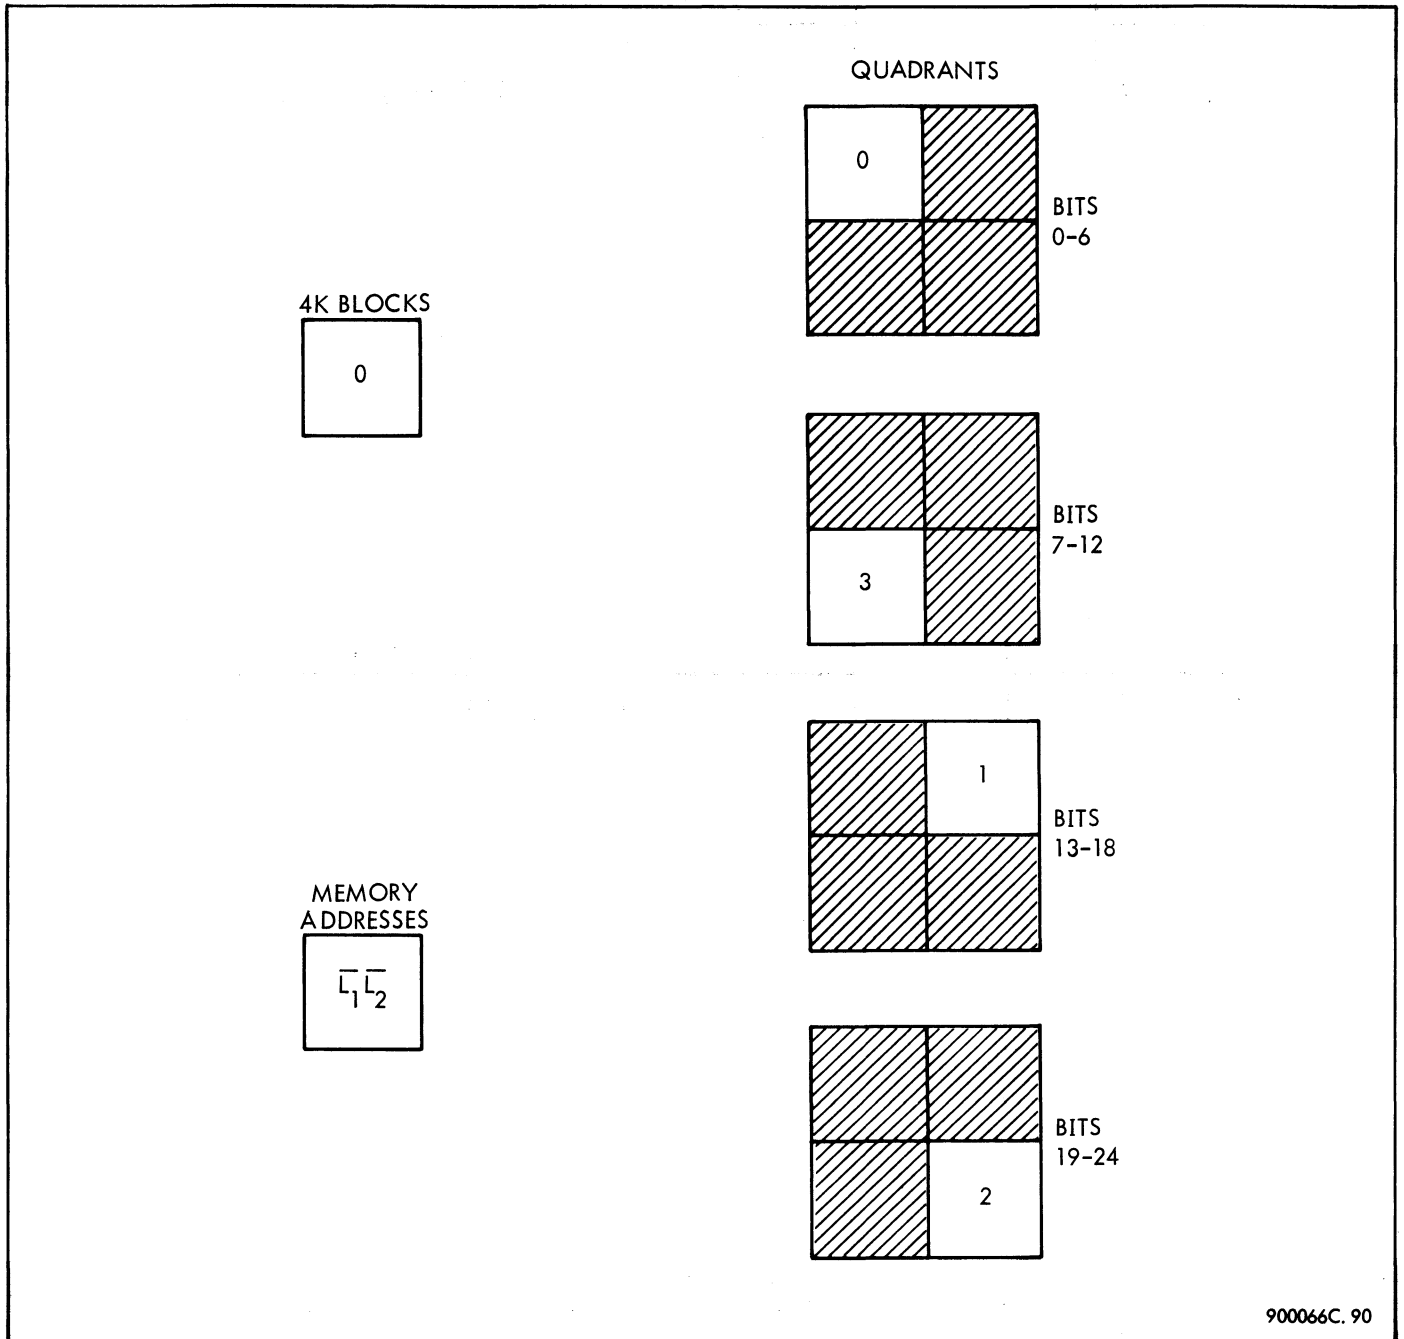 QUADRANTS
0
BITS
0-6
4K BLOCKS
0
BITS
7-12
3
1
BITS
13-18
MEMORY
ADDRESSES
L̅₁L̅₂
BITS
19-24
2
900066C. 90